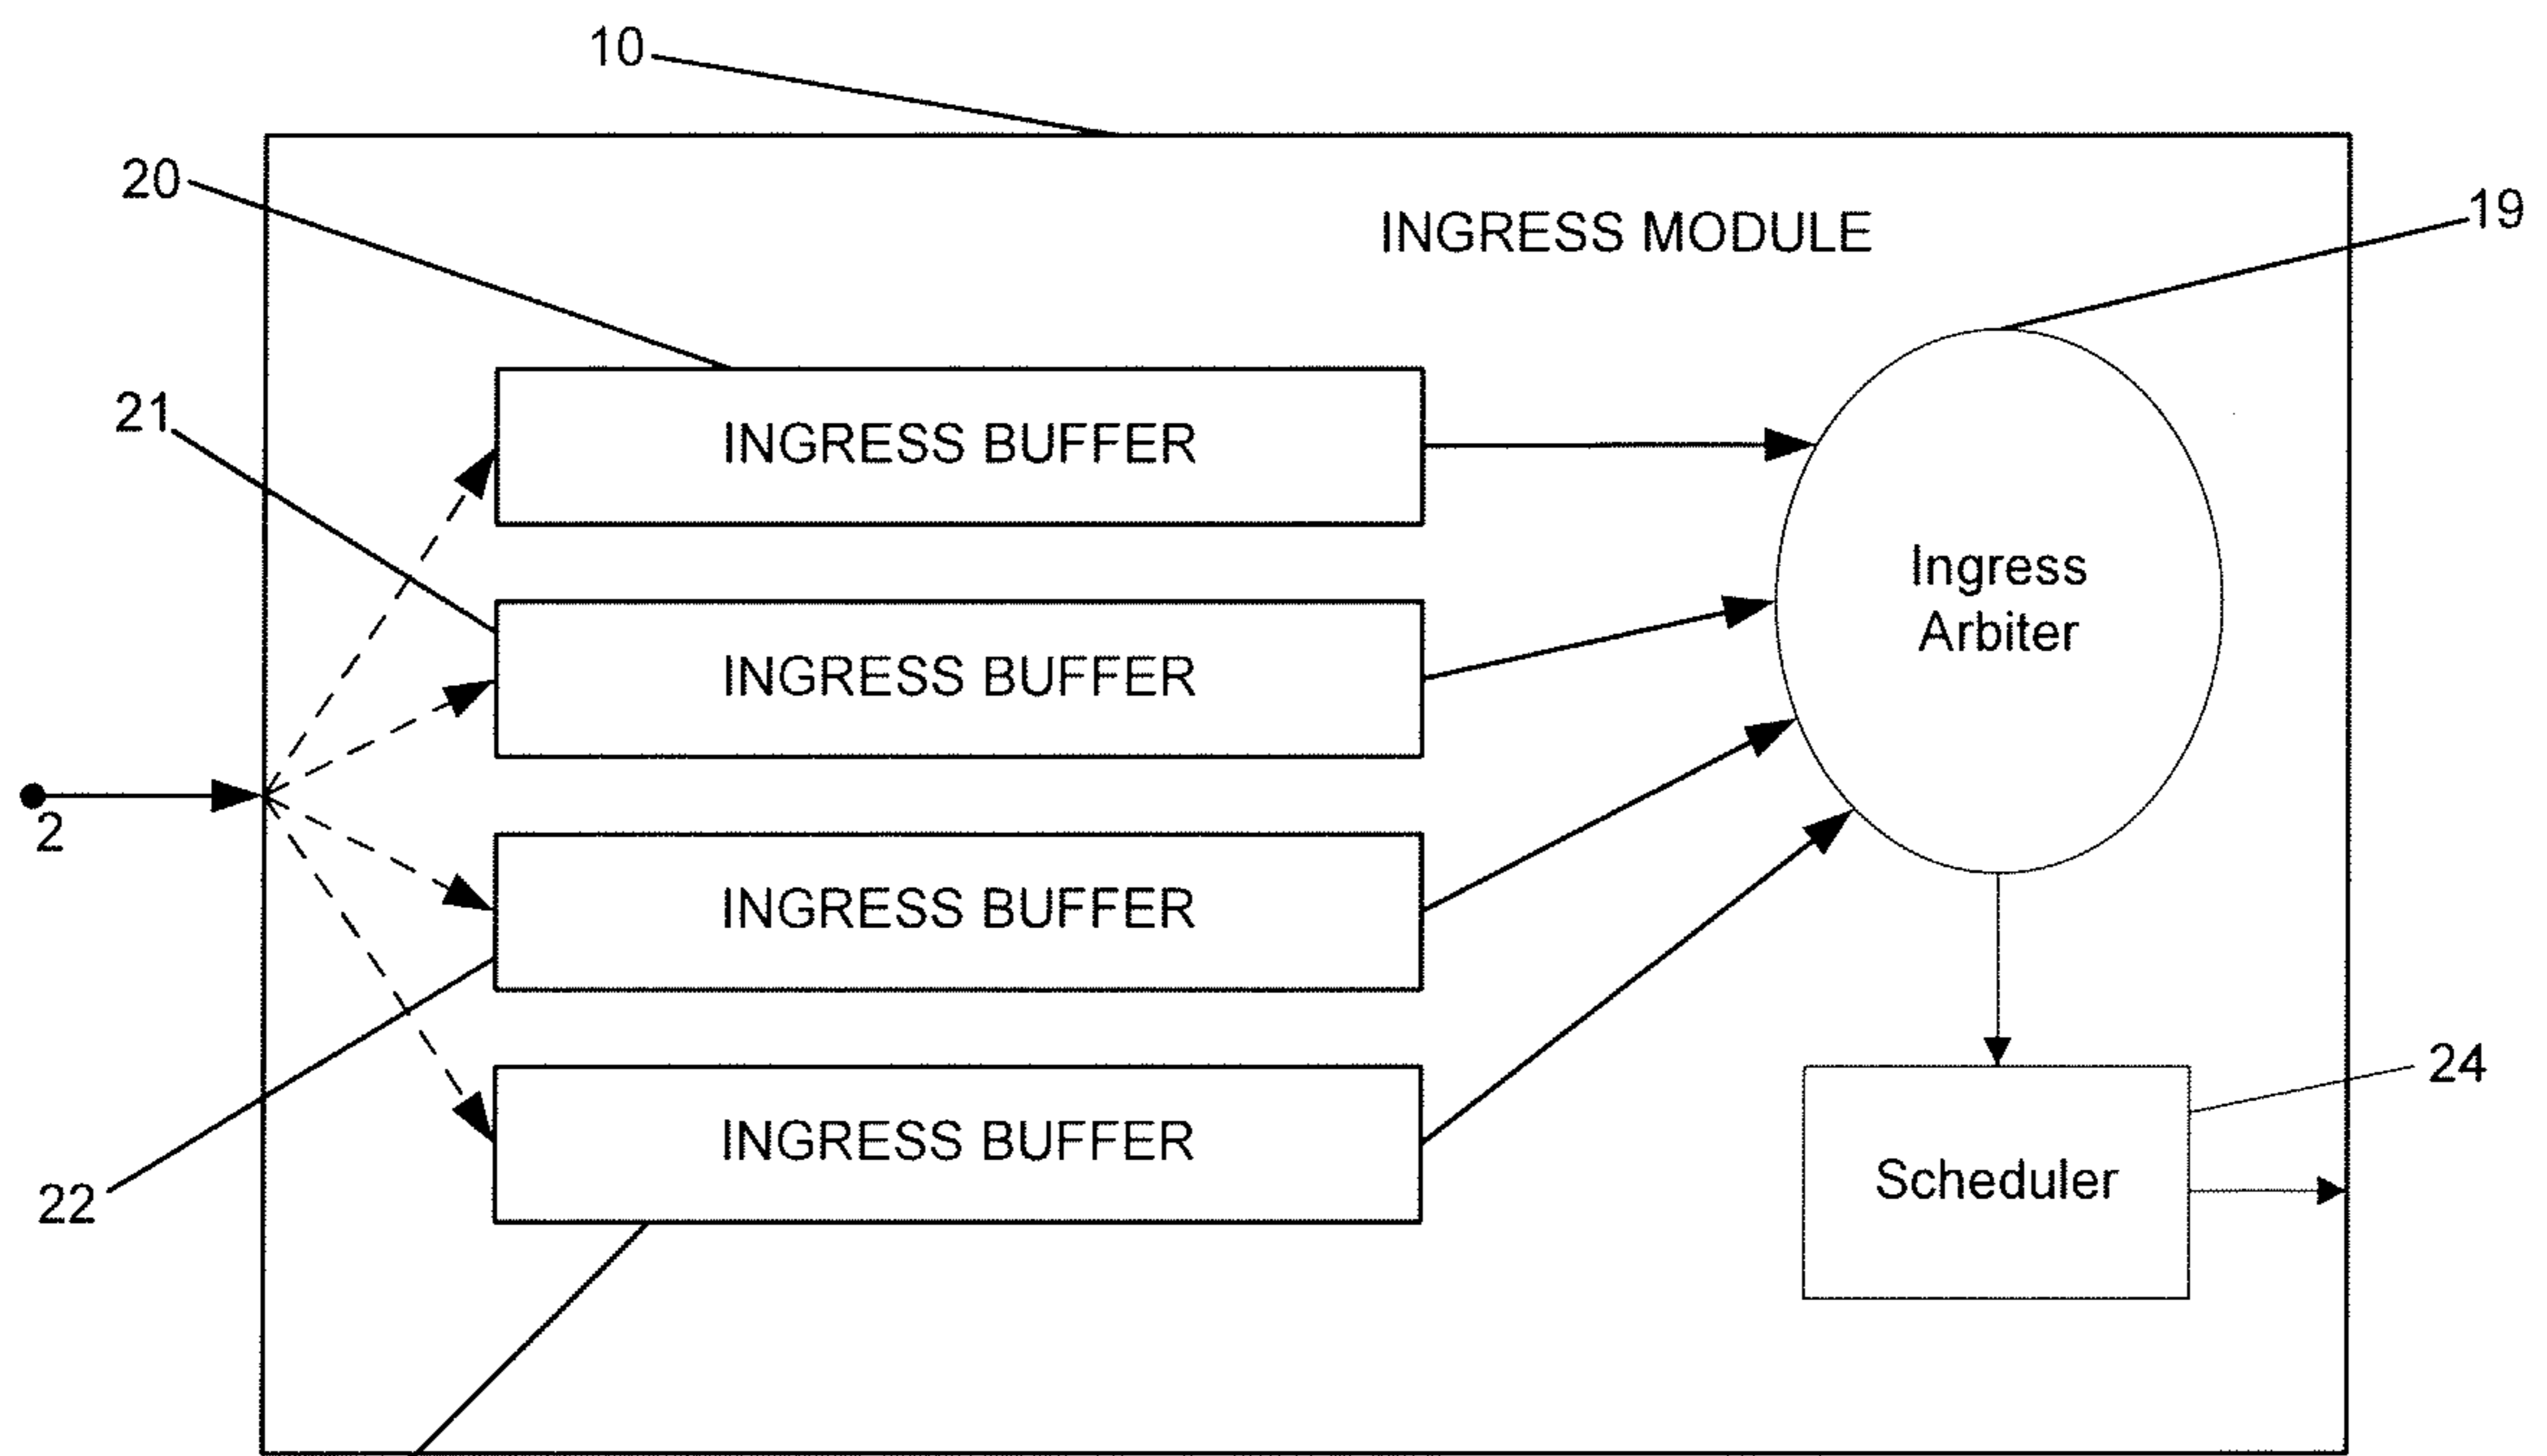 10
20
INGRESS MODULE
19
21
INGRESS BUFFER
Ingress
Arbiter
INGRESS BUFFER
2
INGRESS BUFFER
24
INGRESS BUFFER
Scheduler
22